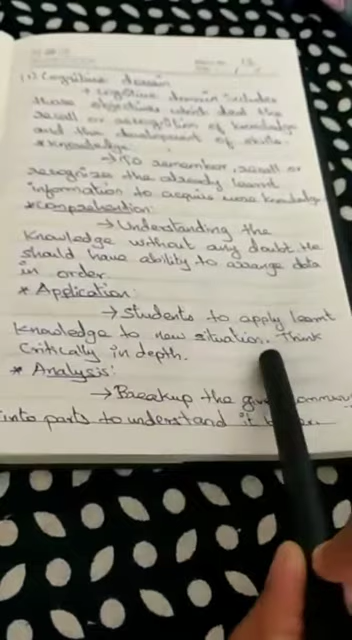 (i) Cognitive domain
→ Cognitive domain includes
those objectives which deal the
recall or recognition of knowledge
and the development of skills.
* Knowledge
→ To remember, recall or
recognize the already learnt
information to acquire more knowledge
* Comprehention:
→ Understanding the
knowledge without any doubt. He
should have ability to arrange data
in order.
* Application:
→ Students to apply learnt
knowledge to new situation. Think
critically in depth.
* Analysis:
→ Breakup the
into parts to understand it